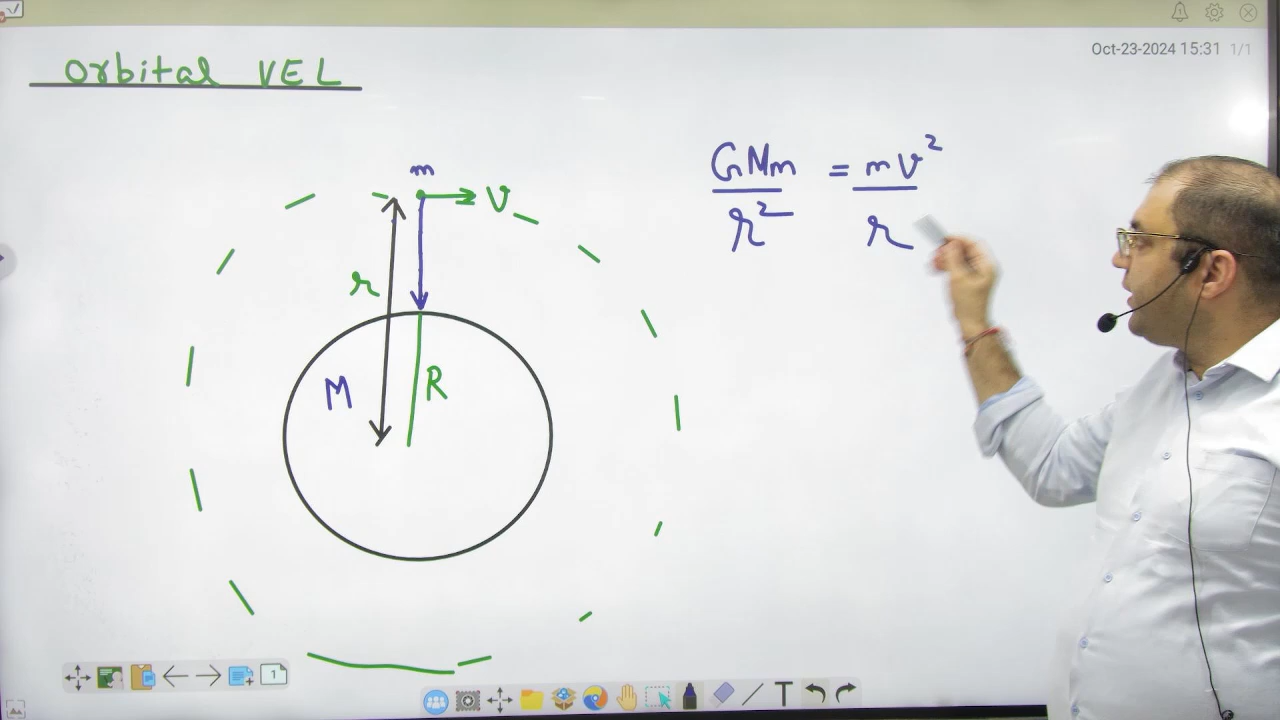 Oct-23-2024 15:31 1/1
Orbital VEL
m
v
r
M
R
GMm = mv²
r² r
1
T